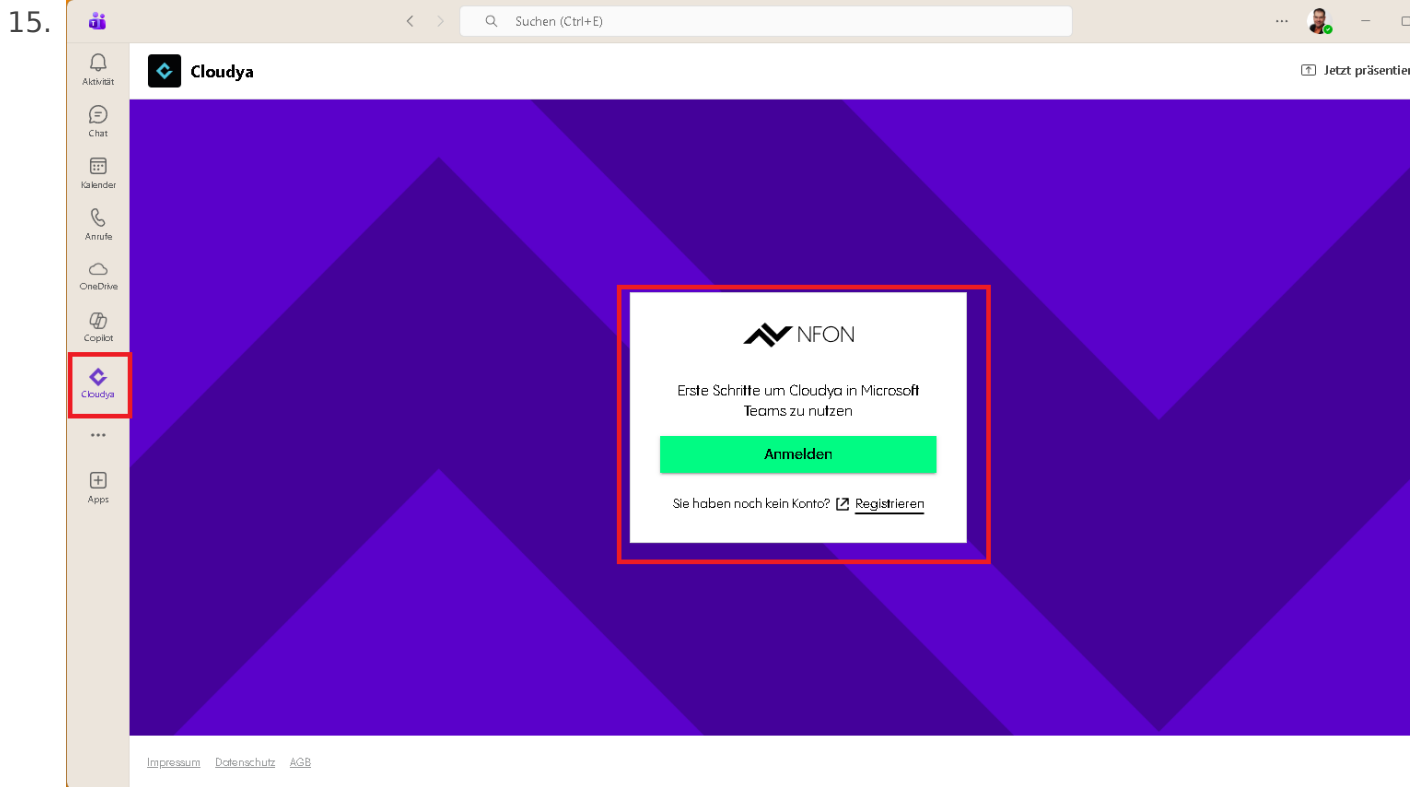 15.
Suchen (Ctrl+E)
Aktivität
Cloudya
Jetzt präsentier
Chat
Kalender
Anrufe
OneDrive
Copilot
Cloudya
Apps
NFON
Erste Schritte um Cloudya in Microsoft
Teams zu nutzen
Anmelden
Sie haben noch kein Konto? Registrieren
Impressum Datenschutz AGB